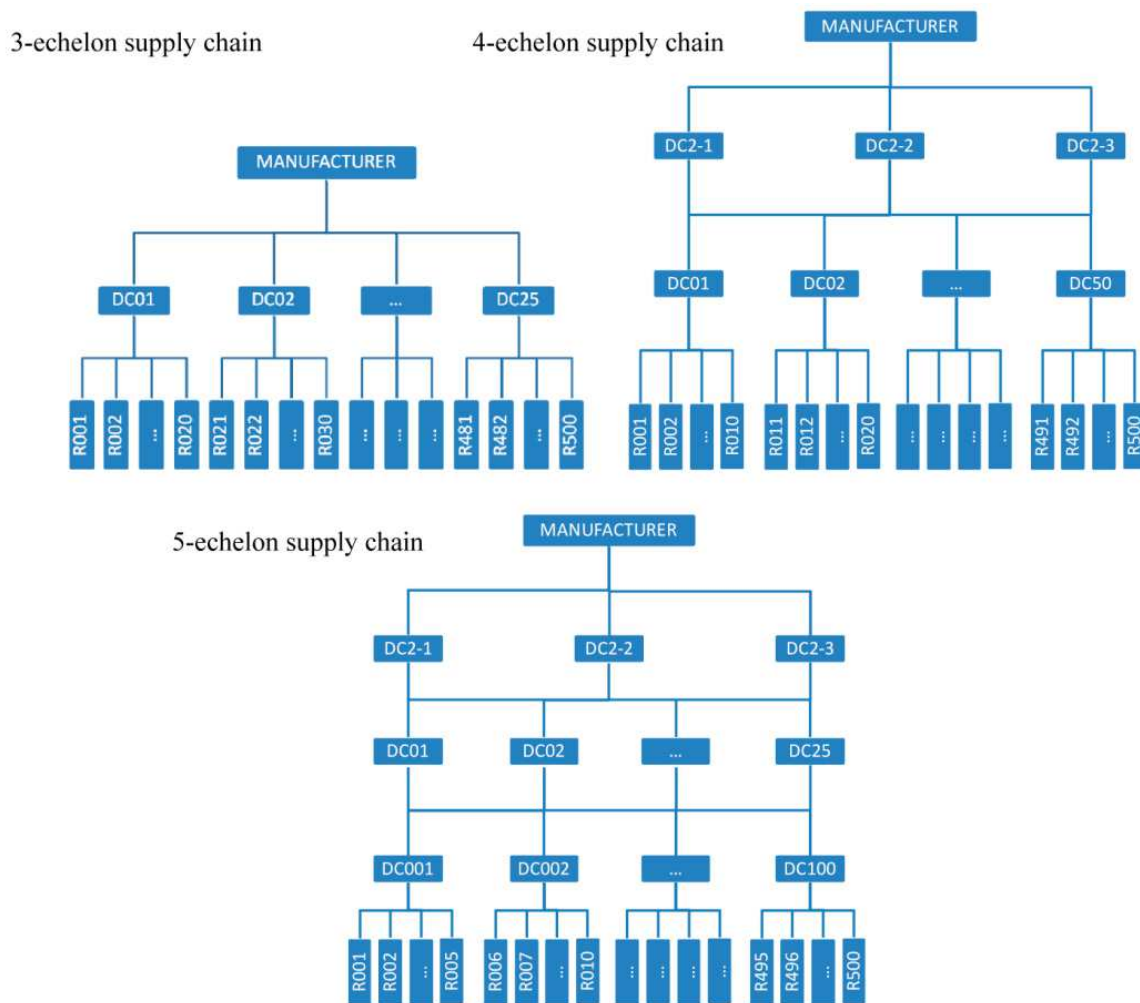 3-echelon supply chain
MANUFACTURER
DC01 DC02 ... DC25
R001 R002 ... R020 R021 R022 ... R030 ... ... ... R481 R482 ... R500
4-echelon supply chain
MANUFACTURER
DC2-1 DC2-2 DC2-3
DC01 DC02 ... DC50
R001 R002 ... R010 R011 R012 ... R020 ... ... ... ... R491 R492 ... R500
5-echelon supply chain
MANUFACTURER
DC2-1 DC2-2 DC2-3
DC01 DC02 ... DC25
DC001 DC002 ... DC100
R001 R002 ... R005 R006 R007 ... R010 ... ... ... ... R495 R496 ... R500